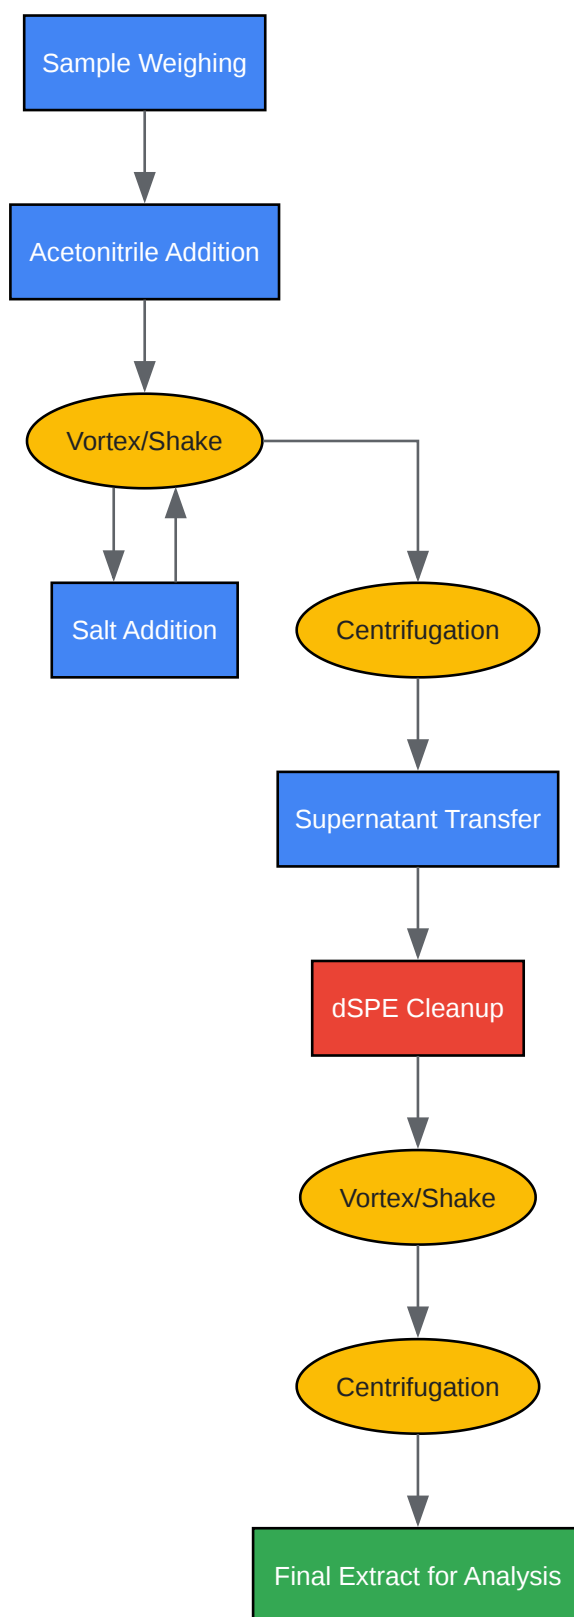 Sample Weighing
Acetonitrile Addition
Vortex/Shake
Salt Addition
Centrifugation
Supernatant Transfer
dSPE Cleanup
Vortex/Shake
Centrifugation
Final Extract for Analysis